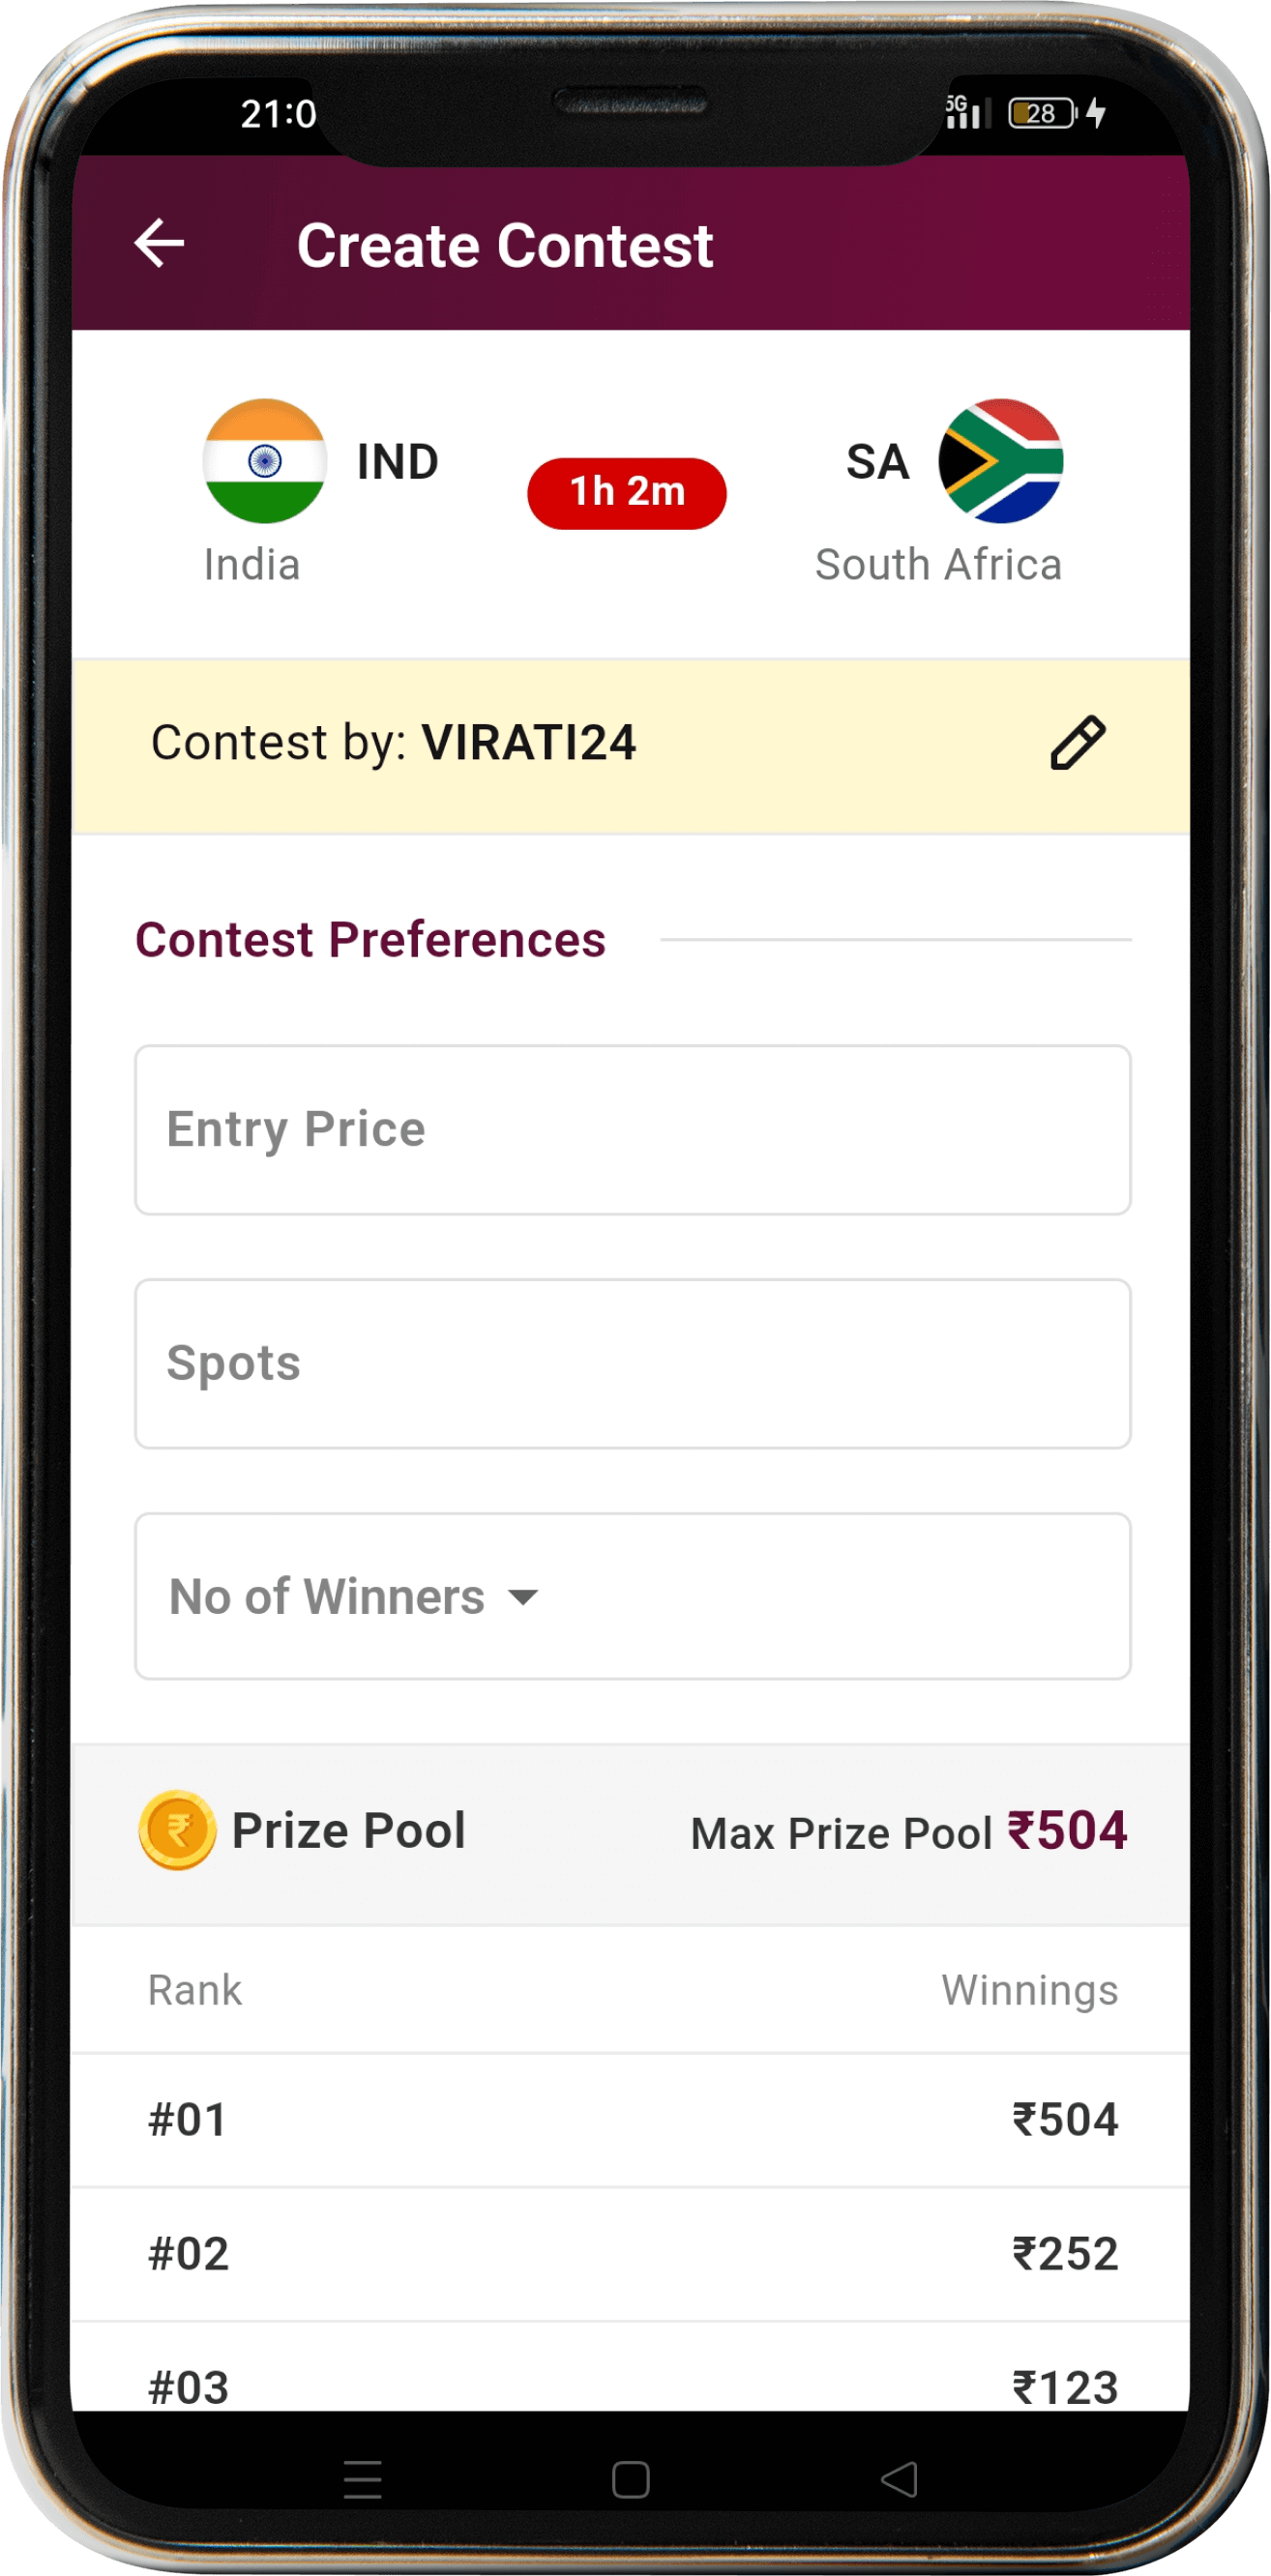 21:0
5G 28
Create Contest
IND 1h 2m SA
India South Africa
Contest by: VIRATI24
Contest Preferences
Entry Price
Spots
No of Winners
Prize Pool Max Prize Pool ₹504
Rank Winnings
#01 ₹504
#02 ₹252
#03 ₹123